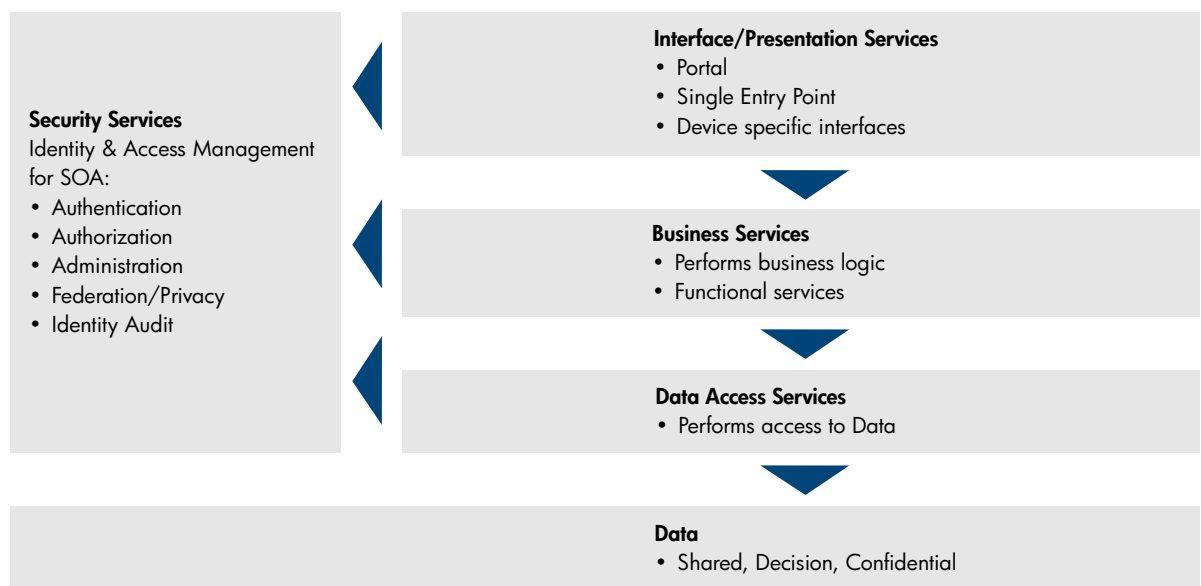 Security Services
Identity & Access Management
for SOA:
• Authentication
• Authorization
• Administration
• Federation/Privacy
• Identity Audit
Interface/Presentation Services
• Portal
• Single Entry Point
• Device specific interfaces
Business Services
• Performs business logic
• Functional services
Data Access Services
• Performs access to Data
Data
• Shared, Decision, Confidential